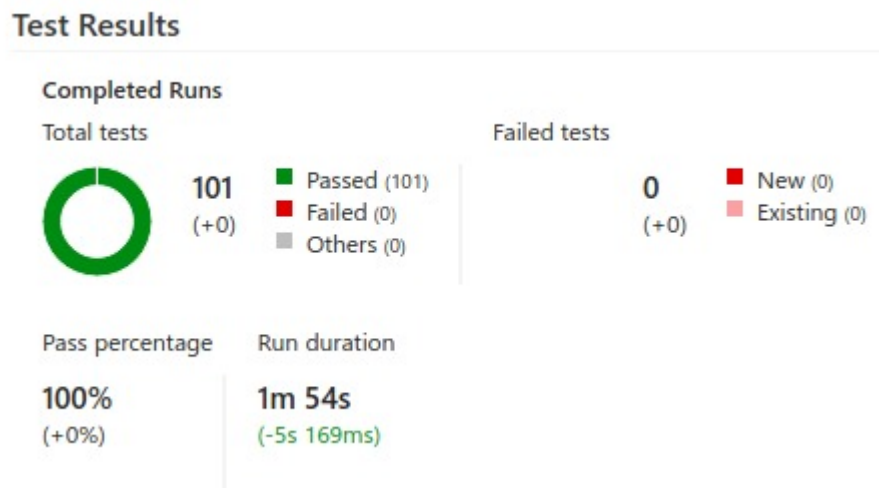 Test Results
Completed Runs
Total tests
101
(+0)
Passed (101)
Failed (0)
Others (0)
Failed tests
0
(+0)
New (0)
Existing (0)
Pass percentage
100%
(+0%)
Run duration
1m 54s
(-5s 169ms)